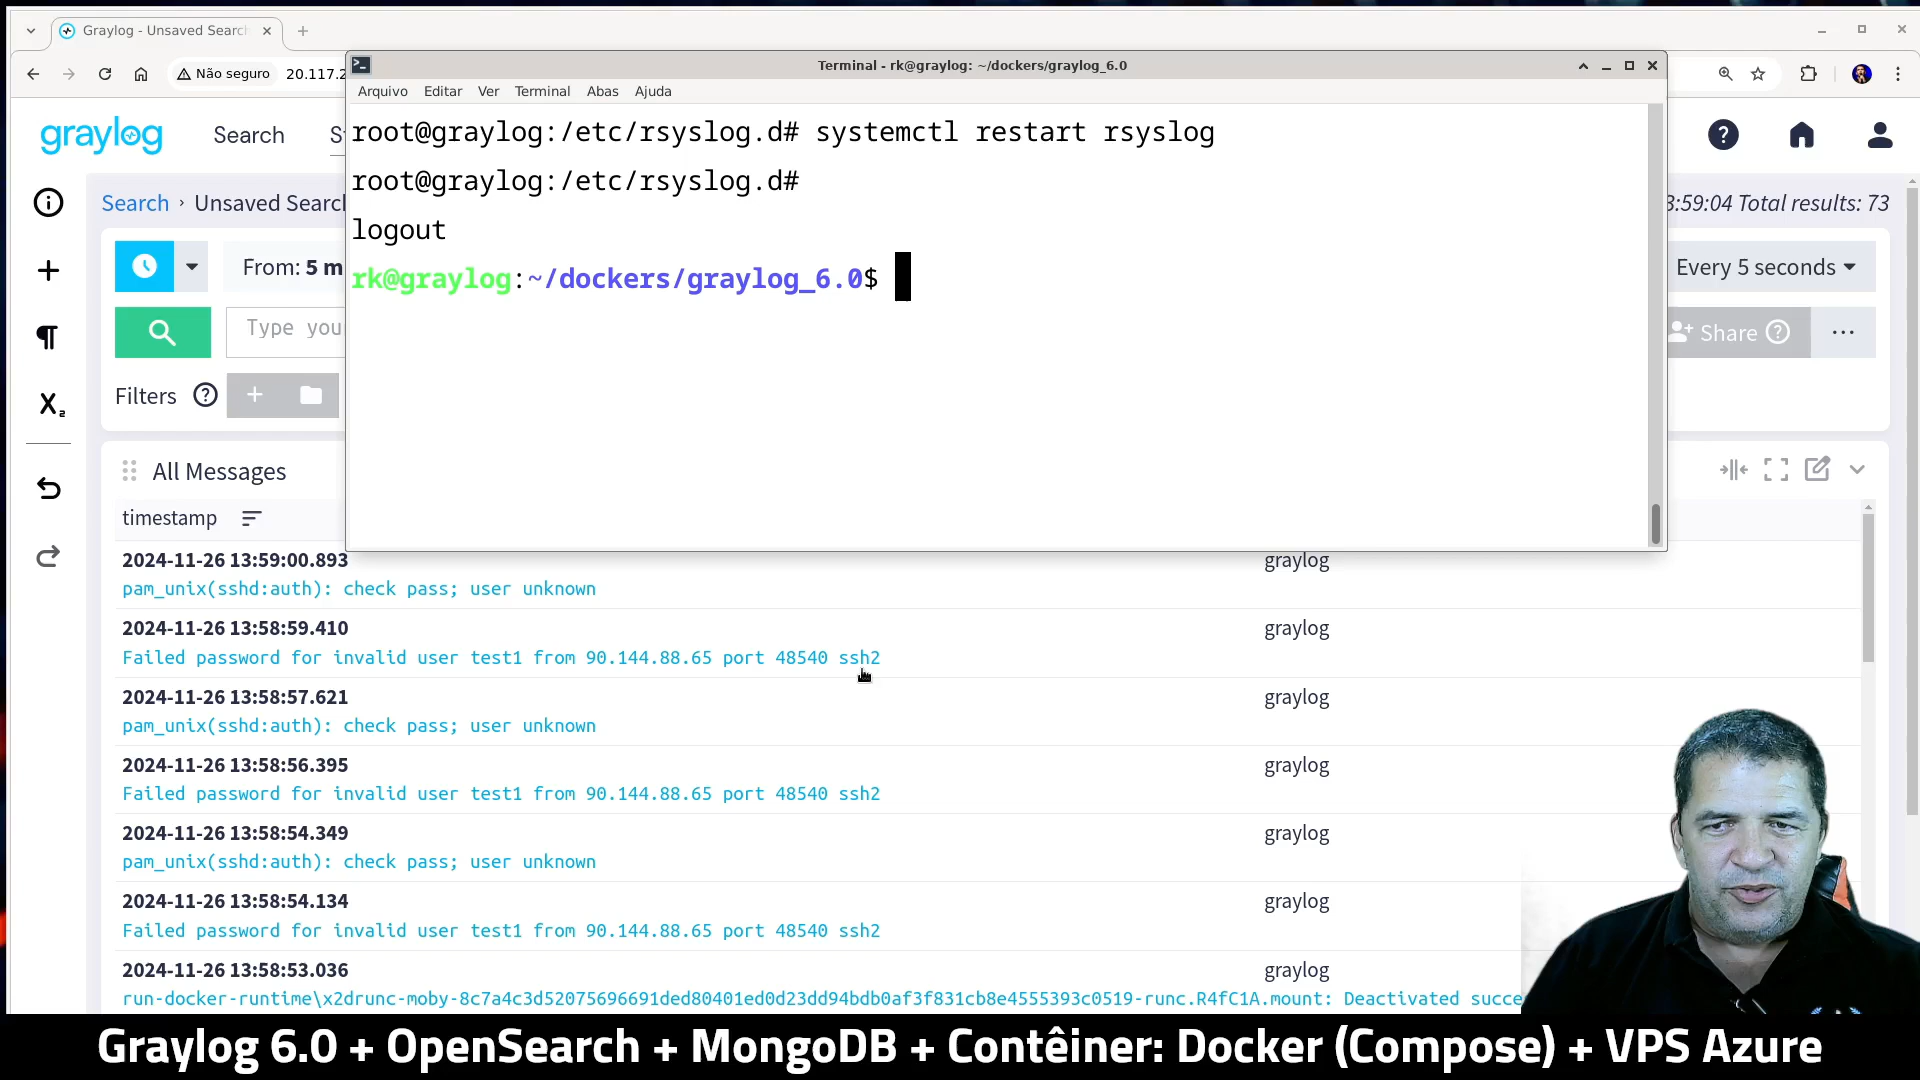 Graylog - Unsaved Searc
Não seguro
20.117.2
Terminal - rk@graylog: ~/dockers/graylog_6.0
Arquivo Editar Ver Terminal Abas Ajuda
root@graylog:/etc/rsyslog.d# systemctl restart rsyslog
root@graylog:/etc/rsyslog.d#
logout
rk@graylog:~/dockers/graylog_6.0$
graylog
Search
Search › Unsaved Search
3:59:04 Total results: 73
From: 5 m
Every 5 seconds
Type you
Share
Filters
All Messages
timestamp
2024-11-26 13:59:00.893 graylog
pam_unix(sshd:auth): check pass; user unknown
2024-11-26 13:58:59.410 graylog
Failed password for invalid user test1 from 90.144.88.65 port 48540 ssh2
2024-11-26 13:58:57.621 graylog
pam_unix(sshd:auth): check pass; user unknown
2024-11-26 13:58:56.395 graylog
Failed password for invalid user test1 from 90.144.88.65 port 48540 ssh2
2024-11-26 13:58:54.349 graylog
pam_unix(sshd:auth): check pass; user unknown
2024-11-26 13:58:54.134 graylog
Failed password for invalid user test1 from 90.144.88.65 port 48540 ssh2
2024-11-26 13:58:53.036 graylog
run-docker-runtime\x2drunc-moby-8c7a4c3d52075696691ded80401ed0d23dd94bdb0af3f831cb8e4555393c0519-runc.R4fC1A.mount: Deactivated succe
Graylog 6.0 + OpenSearch + MongoDB + Contêiner: Docker (Compose) + VPS Azure